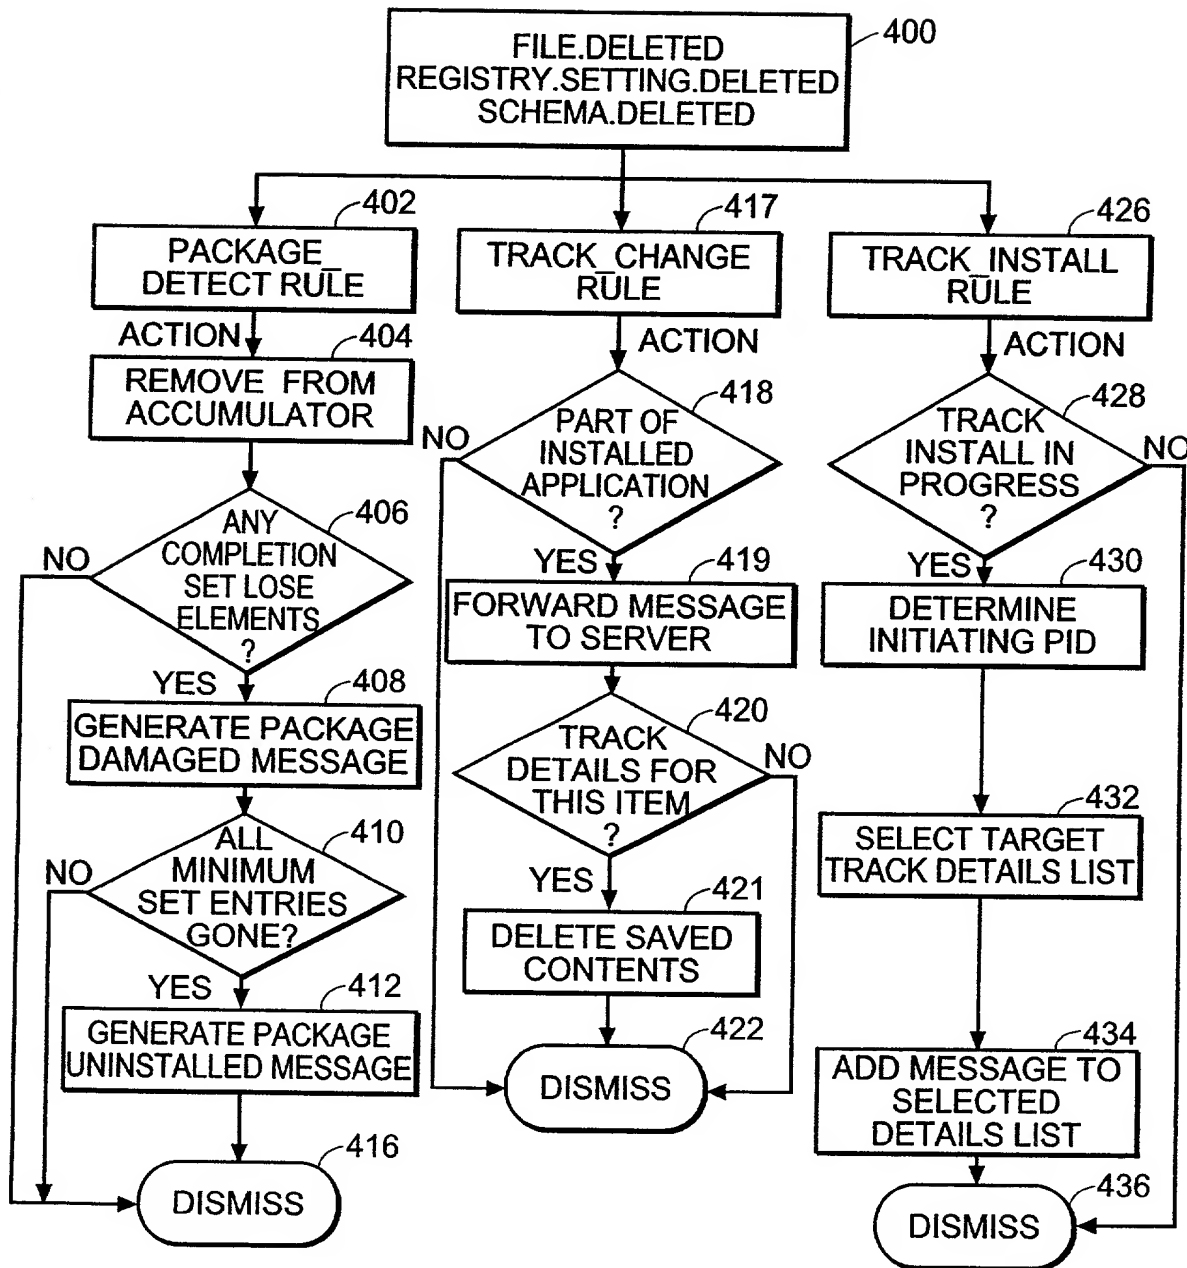 400
FILE.DELETED
REGISTRY.SETTING.DELETED
SCHEMA.DELETED
402
PACKAGE_
DETECT RULE
ACTION
404
REMOVE FROM
ACCUMULATOR
406
ANY
COMPLETION
SET LOSE
ELEMENTS
?
NO
YES
408
GENERATE PACKAGE
DAMAGED MESSAGE
410
ALL
MINIMUM
SET ENTRIES
GONE?
NO
YES
412
GENERATE PACKAGE
UNINSTALLED MESSAGE
416
DISMISS
417
TRACK_CHANGE
RULE
ACTION
418
PART OF
INSTALLED
APPLICATION
?
NO
YES
419
FORWARD MESSAGE
TO SERVER
420
TRACK
DETAILS FOR
THIS ITEM
?
NO
YES
421
DELETE SAVED
CONTENTS
422
DISMISS
426
TRACK_INSTALL
RULE
ACTION
428
TRACK
INSTALL IN
PROGRESS
?
NO
YES
430
DETERMINE
INITIATING PID
432
SELECT TARGET
TRACK DETAILS LIST
434
ADD MESSAGE TO
SELECTED
DETAILS LIST
436
DISMISS